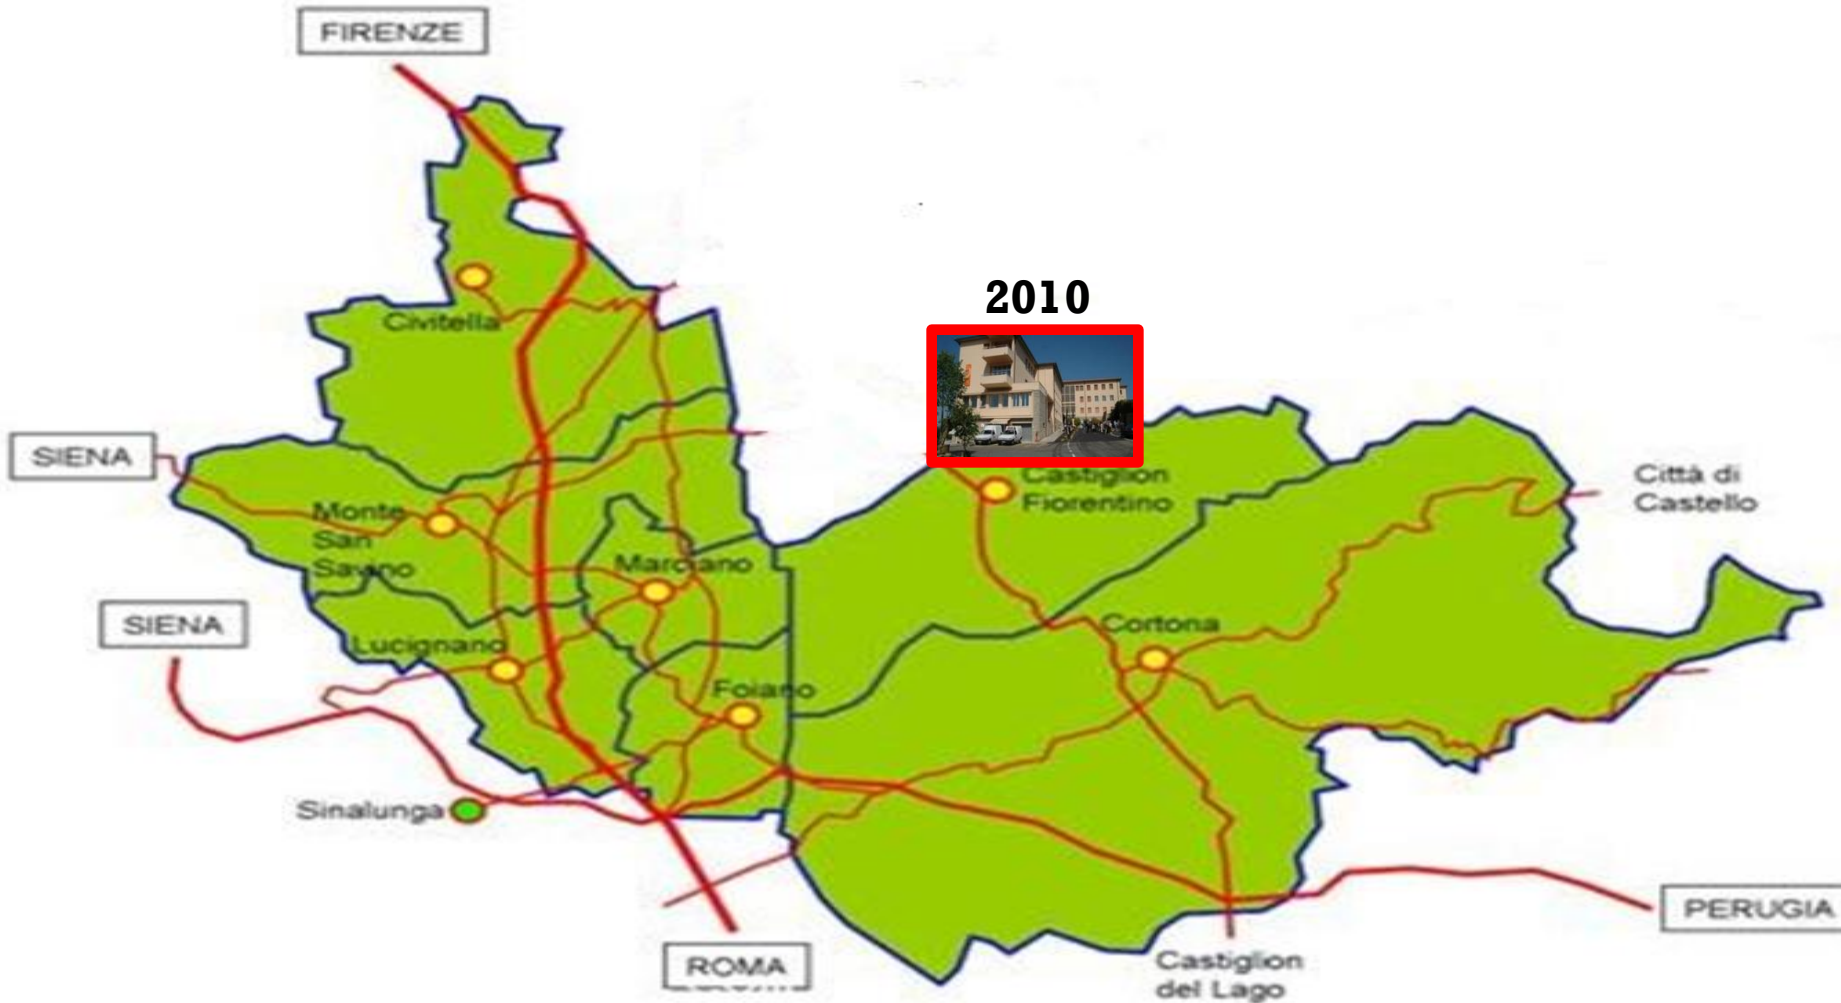 FIRENZE
2010
Civitella
SIENA
Castiglion
Fiorentino
Città di
Castello
Monte
San
Savino
Marciano
SIENA
Cortona
Lucignano
Foiano
Sinalunga
PERUGIA
ROMA
Castiglion
del Lago